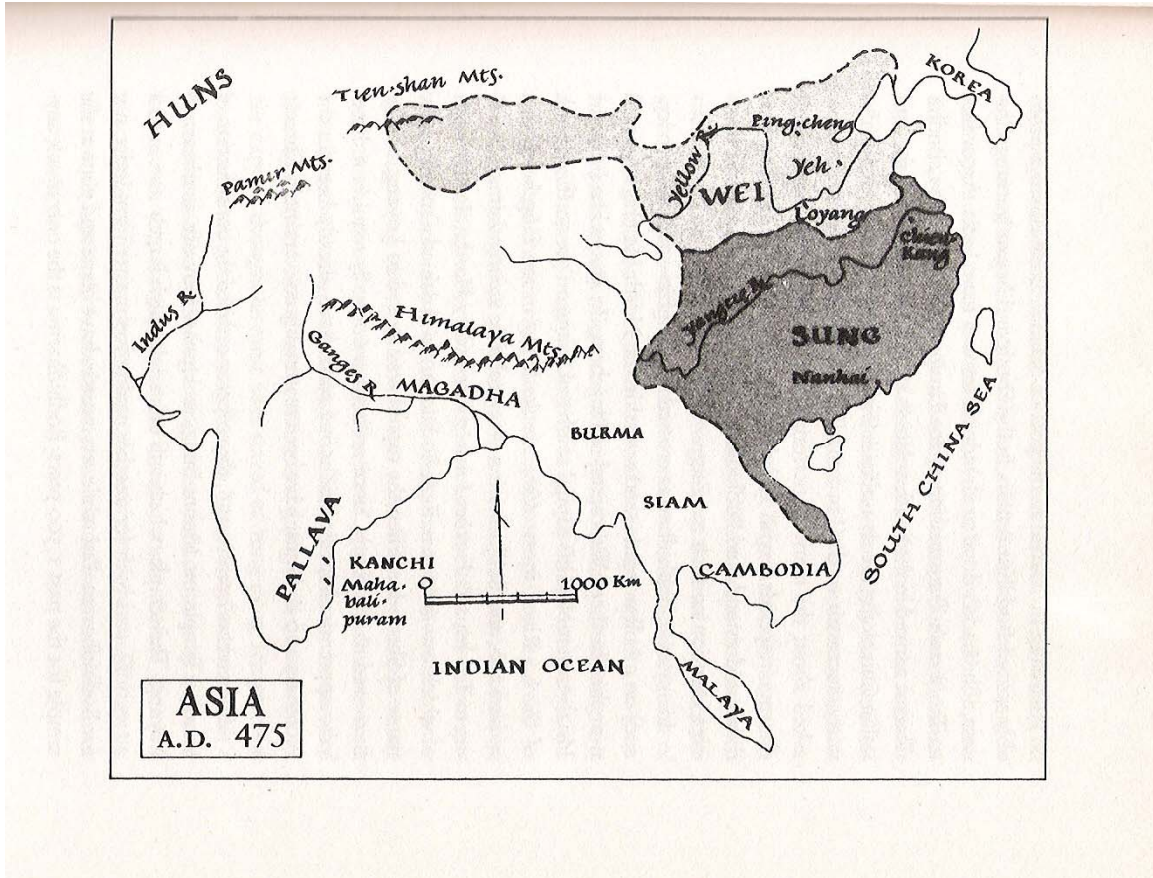 HUNS
Tien-shan Mts.
Pamir Mts.
KOREA
Ping-cheng
Yellow R.
Yeh
WEI
Loyang
Chien-
Kang
Yangtze R.
SUNG
Nanhai
Indus R.
Himalaya Mts.
Ganges R.
MAGADHA
BURMA
SIAM
SOUTH CHINA SEA
PALLAVA
KANCHI
Maha-
bali-
puram
1000 Km
CAMBODIA
INDIAN OCEAN
MALAYA
ASIA
A.D. 475